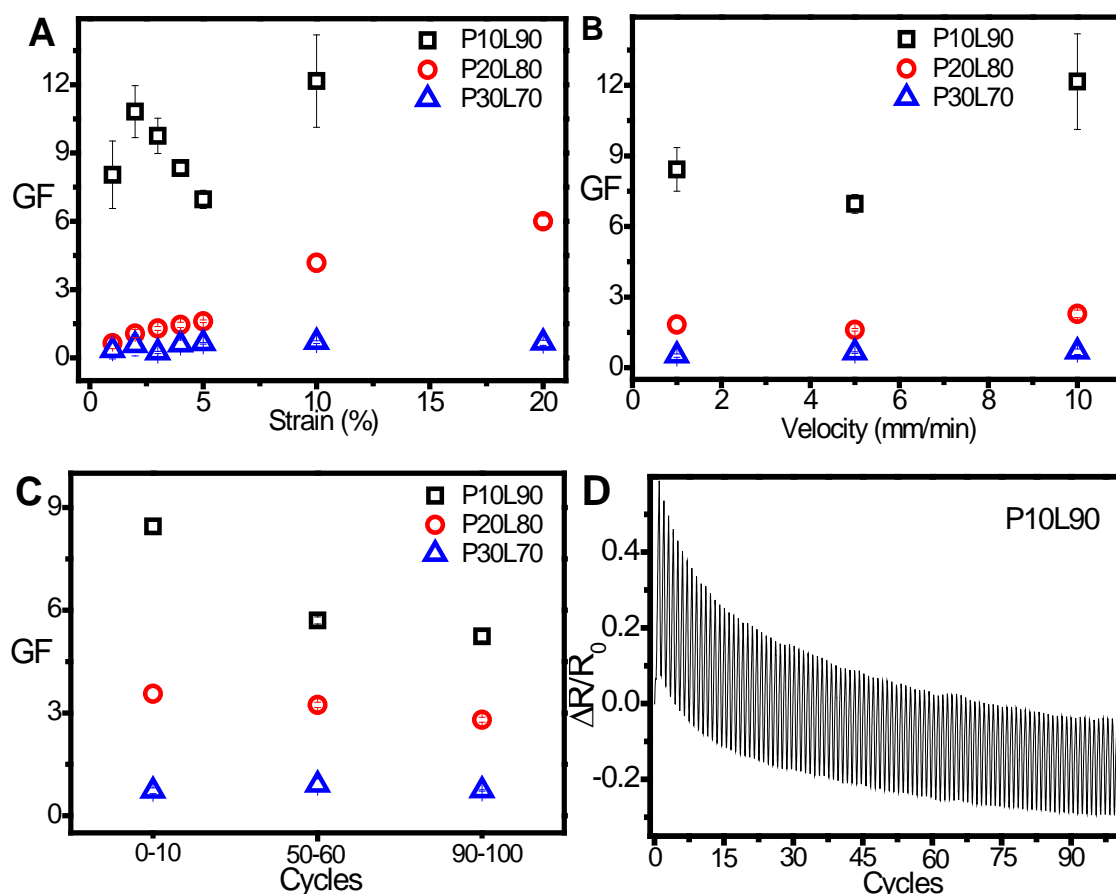 A
P10L90
P20L80
P30L70
12
9
GF
6
3
0
0 5 10 15 20
Strain (%)
B
P10L90
P20L80
P30L70
12
9
GF
6
3
0
0 2 4 6 8 10
Velocity (mm/min)
C
P10L90
P20L80
P30L70
9
6
GF
3
0
0-10 50-60 90-100
Cycles
D
P10L90
0.4
0.2
ΔR/R₀
0.0
-0.2
0 15 30 45 60 75 90
Cycles